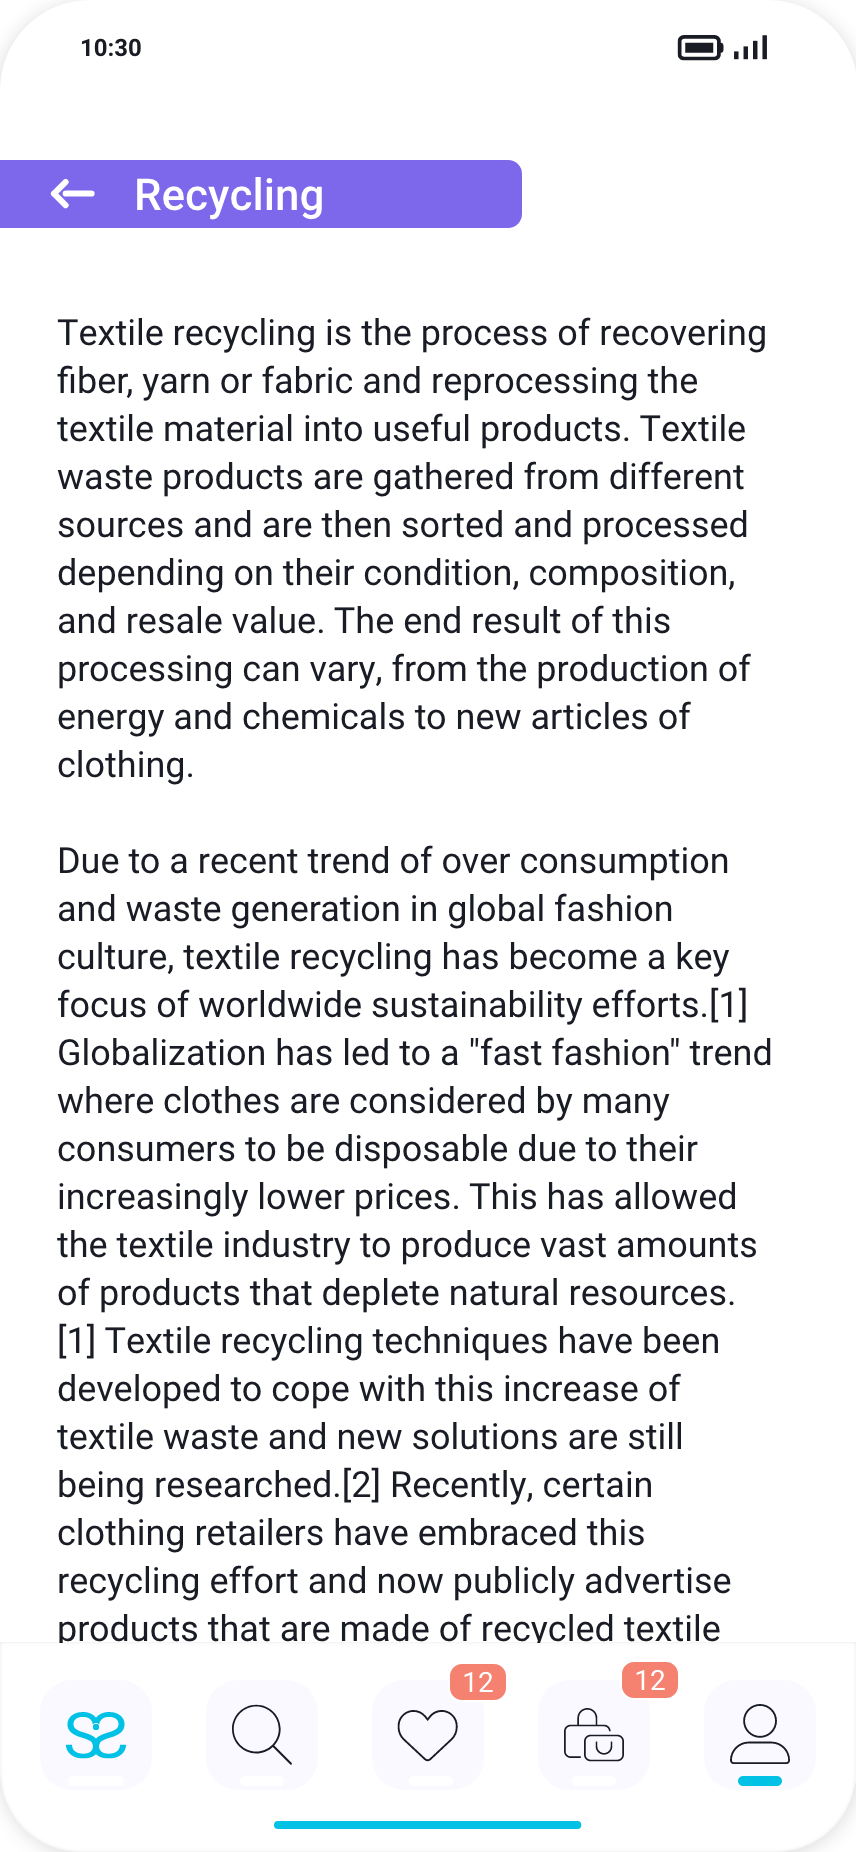 10:30
Recycling
Textile recycling is the process of recovering
fiber, yarn or fabric and reprocessing the
textile material into useful products. Textile
waste products are gathered from different
sources and are then sorted and processed
depending on their condition, composition,
and resale value. The end result of this
processing can vary, from the production of
energy and chemicals to new articles of
clothing.
Due to a recent trend of over consumption
and waste generation in global fashion
culture, textile recycling has become a key
focus of worldwide sustainability efforts.[1]
Globalization has led to a "fast fashion" trend
where clothes are considered by many
consumers to be disposable due to their
increasingly lower prices. This has allowed
the textile industry to produce vast amounts
of products that deplete natural resources.
[1] Textile recycling techniques have been
developed to cope with this increase of
textile waste and new solutions are still
being researched.[2] Recently, certain
clothing retailers have embraced this
recycling effort and now publicly advertise
products that are made of recycled textile
12
12